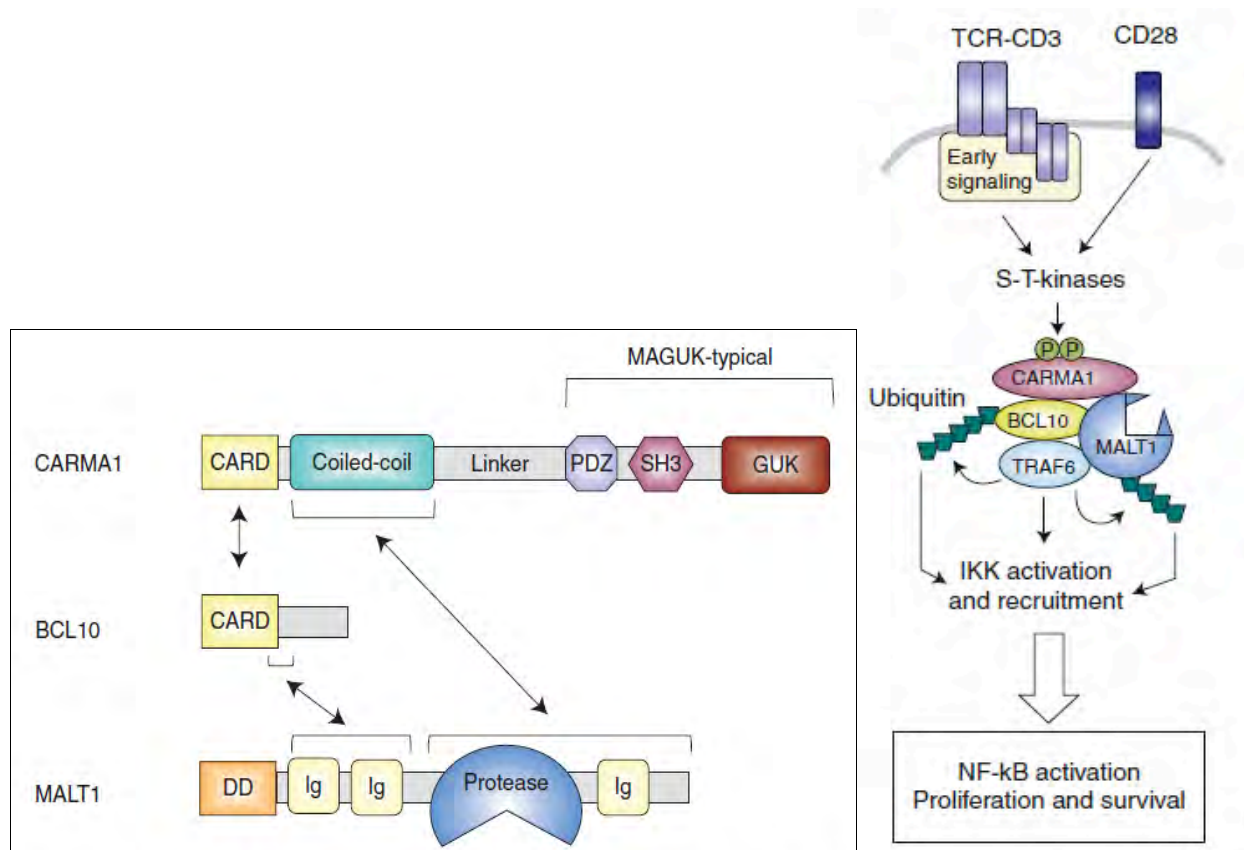 TCR-CD3
CD28
Early
signaling
S-T-kinases
P P
CARMA1
Ubiquitin
BCL10
MALT1
TRAF6
IKK activation
and recruitment
NF-kB activation
Proliferation and survival
MAGUK-typical
CARMA1
CARD
Coiled-coil
Linker
PDZ
SH3
GUK
BCL10
CARD
MALT1
DD
Ig
Ig
Protease
Ig